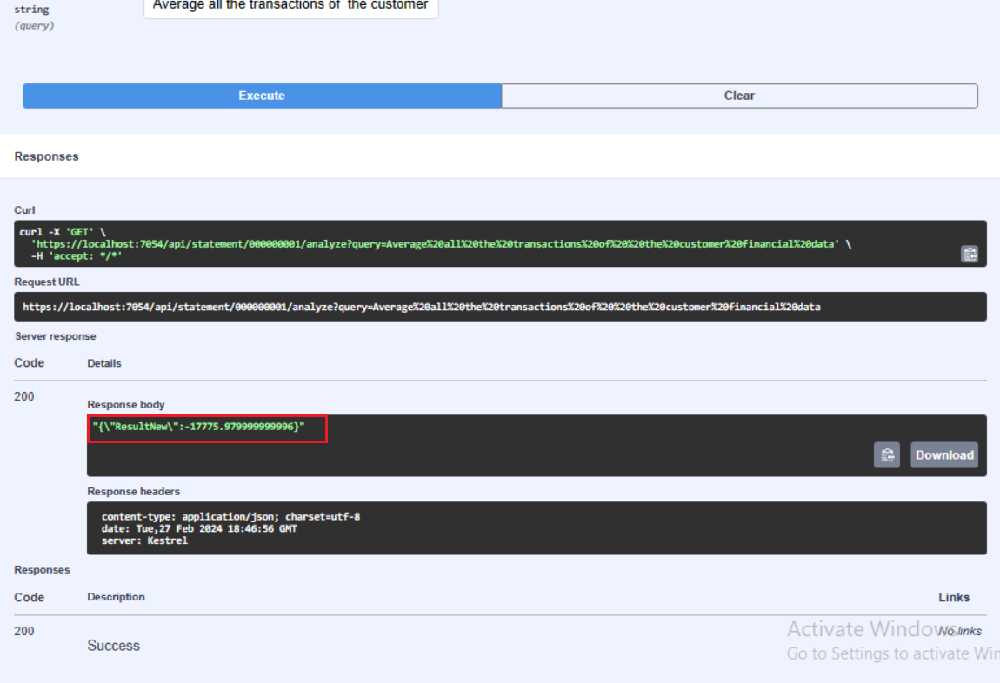 string
Average all the transactions of  the customer
(query)
Execute
Clear
Responses
Curl
curl -X 'GET' \
'https://localhost:7054/api/statement/000000001/analyze?query=Average%20all%20the%20transactions%20of%20%20the%20customer%20financial%20data' \
-H 'accept: */*'
Request URL
https://localhost:7054/api/statement/000000001/analyze?query=Average%20all%20the%20transactions%20of%20%20the%20customer%20financial%20data
Server response
Code
Details
200
Response body
"{\"ResultNew\":-17775.979999999996}"
Download
Response headers
content-type: application/json; charset=utf-8
date: Tue,27 Feb 2024 18:46:56 GMT
server: Kestrel
Responses
Code
Description
Links
200
Success
No links
Activate Windows
Go to Settings to activate Win